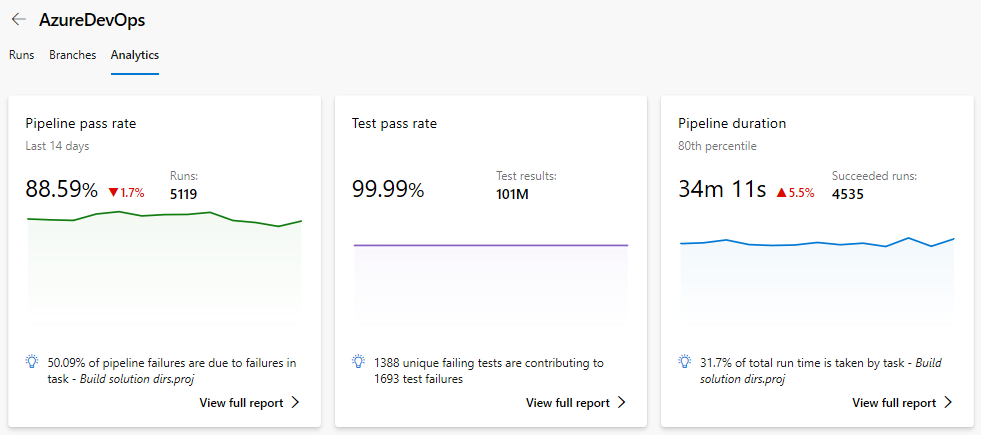 AzureDevOps
Runs Branches Analytics
Pipeline pass rate
Last 14 days
88.59% ▼1.7%
Runs:
5119
50.09% of pipeline failures are due to failures in
task - Build solution dirs.proj
View full report
Test pass rate
99.99%
Test results:
101M
1388 unique failing tests are contributing to
1693 test failures
View full report
Pipeline duration
80th percentile
34m 11s ▲5.5%
Succeeded runs:
4535
31.7% of total run time is taken by task - Build
solution dirs.proj
View full report